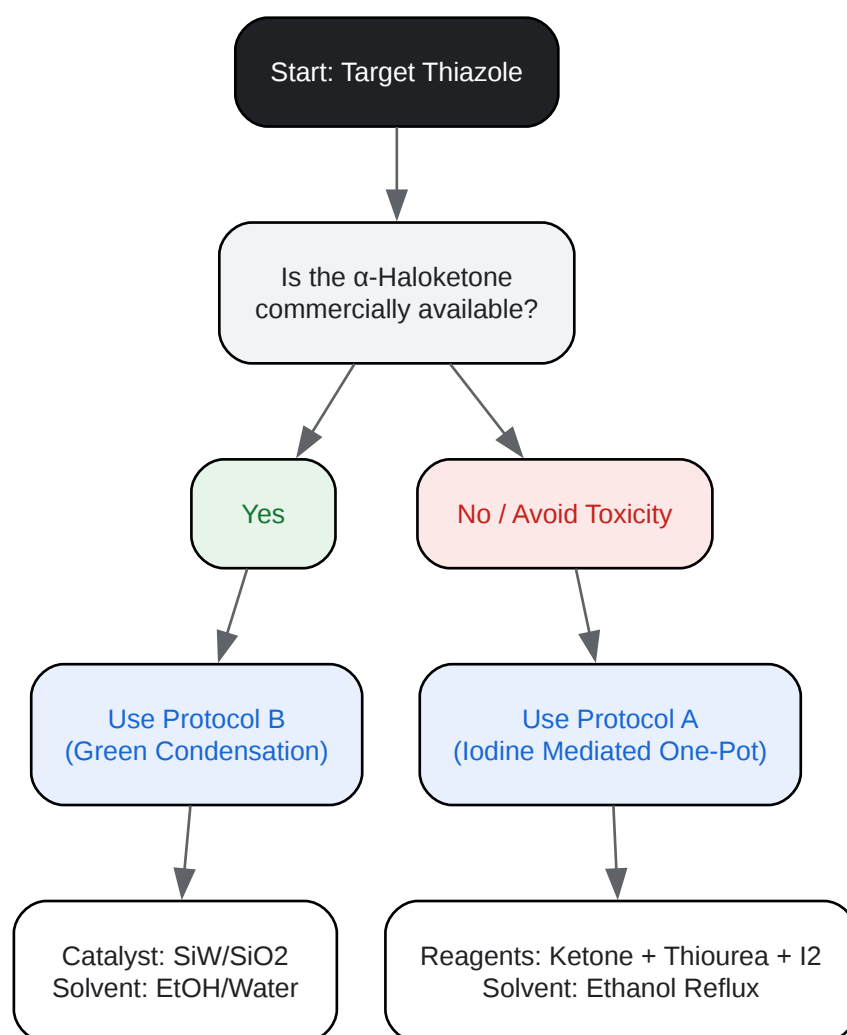 Start: Target Thiazole
Is the α-Haloketone
commercially available?
Yes
No / Avoid Toxicity
Use Protocol B
(Green Condensation)
Use Protocol A
(Iodine Mediated One-Pot)
Catalyst: SiW/SiO2
Solvent: EtOH/Water
Reagents: Ketone + Thiourea + I2
Solvent: Ethanol Reflux